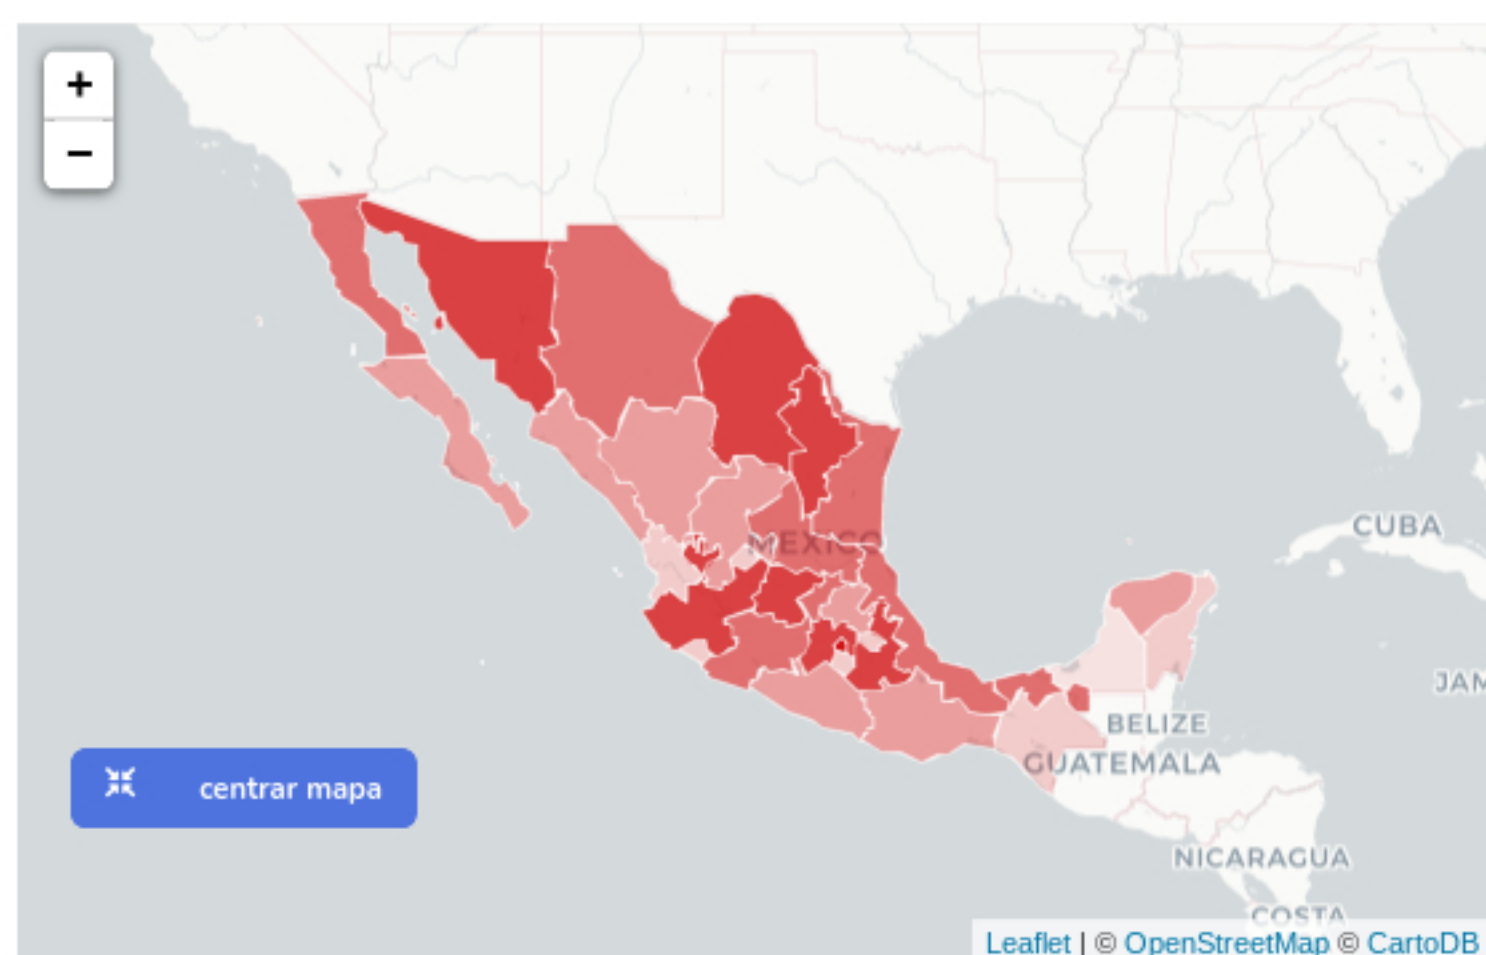 +
−
MEXICO
CUBA
JAM
BELIZE
GUATEMALA
centrar mapa
NICARAGUA
COSTA
Leaflet | © OpenStreetMap © CartoDB